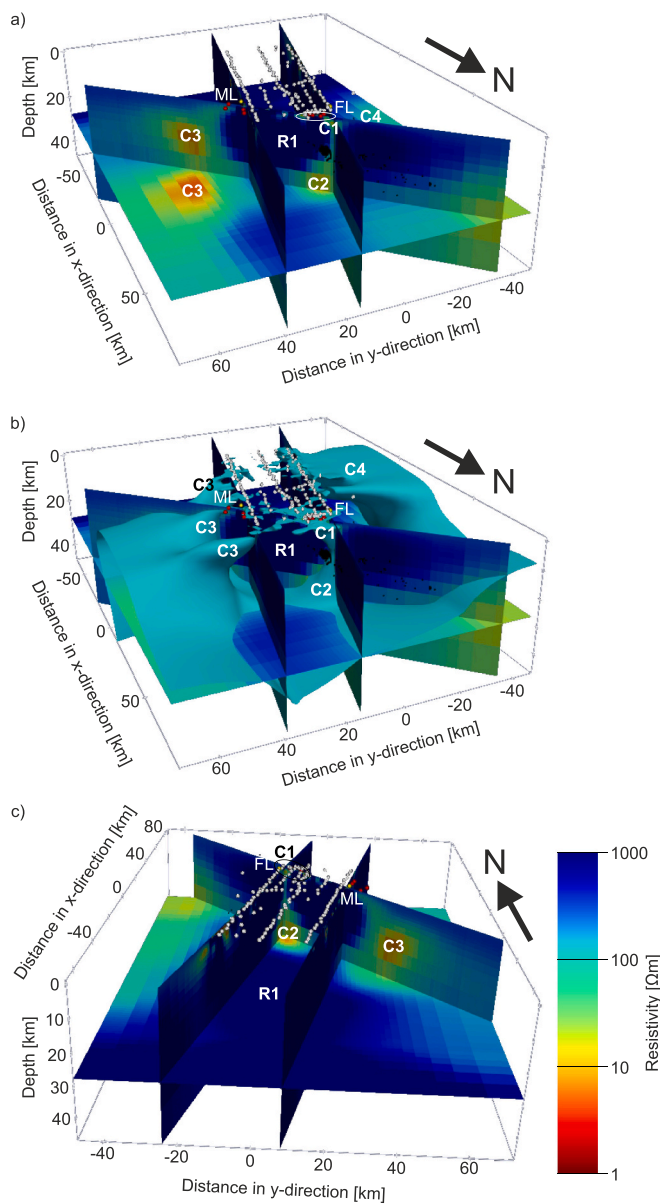 a)
0
20
40
Depth [km]
-50
0
50
Distance in x-direction [km]
60
40
20
0
-20
-40
Distance in y-direction [km]
N
ML
FL
C4
C1
C3
R1
C3
C2
b)
0
20
40
Depth [km]
-50
0
50
Distance in x-direction [km]
60
40
20
0
-20
-40
Distance in y-direction [km]
N
C3
C4
ML
FL
C3
C1
C3
R1
C2
c)
80
40
0
-40
Distance in x-direction [km]
0
10
20
30
40
Depth [km]
-40
-20
0
20
40
60
Distance in y-direction [km]
N
C1
FL
ML
C2
C3
R1
1000
100
10
1
Resistivity [Ωm]